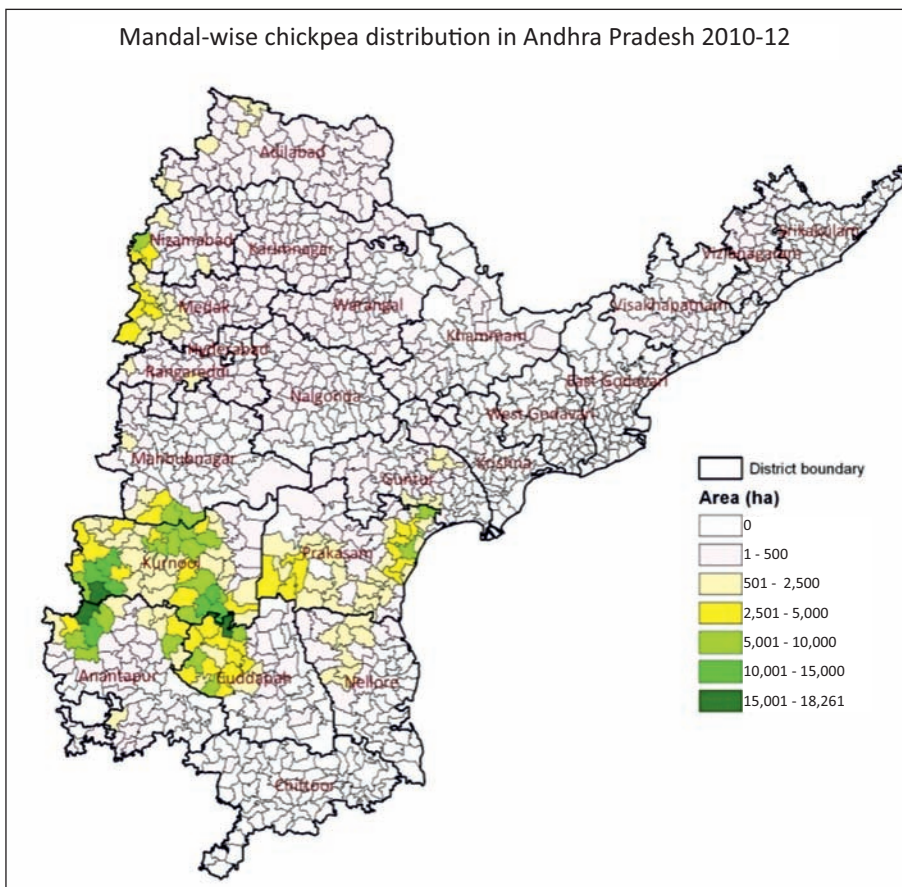 Mandal-wise chickpea distribution in Andhra Pradesh 2010-12
Adilabad
Nizamabad
Karimnagar
Srikakulam
Vizianagaram
Medak
Warangal
Visakhapatnam
Khammam
Hyderabad
Rangareddi
East Godavari
Nalgonda
West Godavari
Mahbubnagar
Krishna
Guntur
Prakasam
Kurnool
Anantapur
Cuddapah
Nellore
Chittoor
District boundary
Area (ha)
0
1 - 500
501 - 2,500
2,501 - 5,000
5,001 - 10,000
10,001 - 15,000
15,001 - 18,261